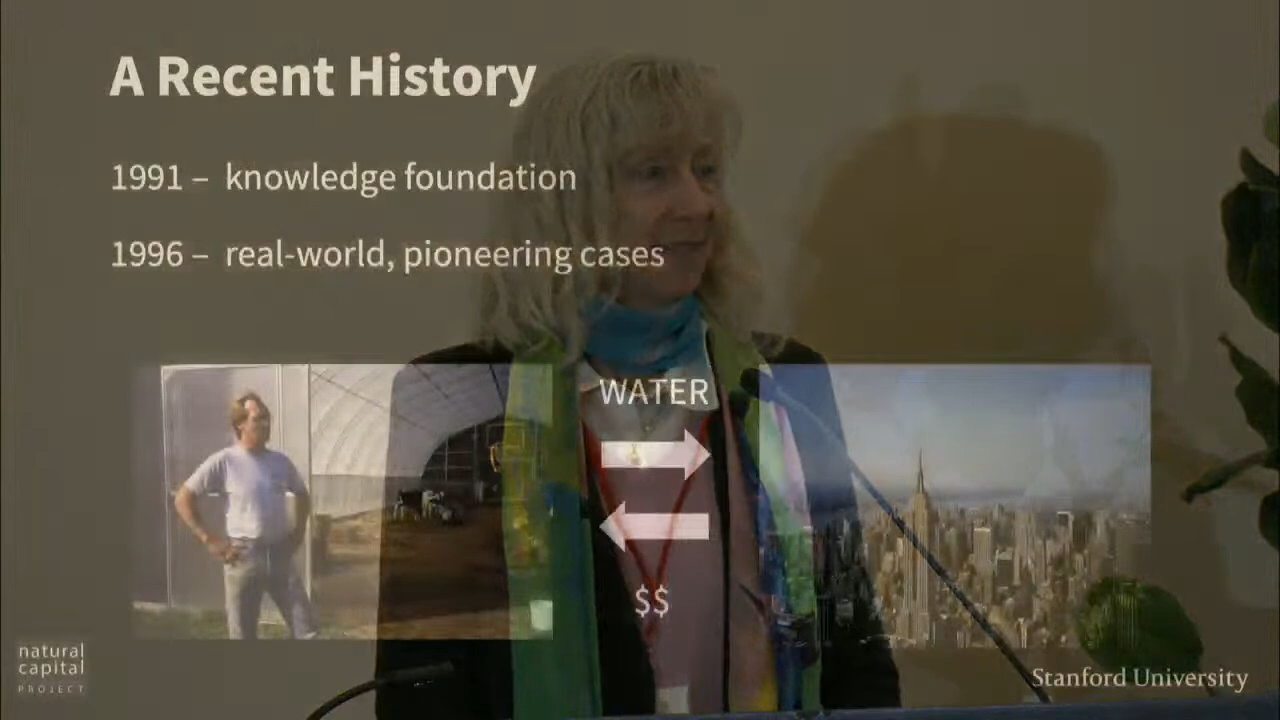 A Recent History
1991 – knowledge foundation
1996 – real-world, pioneering cases
WATER
$$
natural
capital
PROJECT
Stanford University